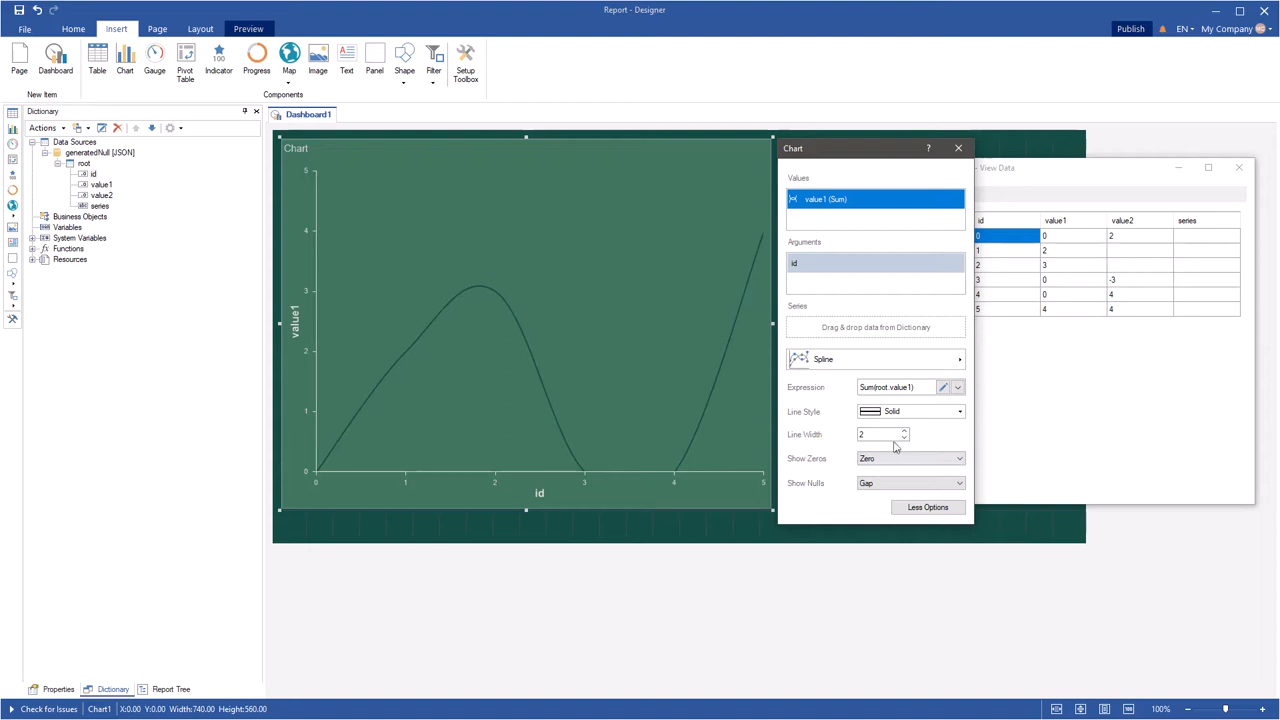 Report - Designer
File
Home
Insert
Page
Layout
Preview
Publish
EN
My Company
Page
Dashboard
Table
Chart
Gauge
Pivot
Table
Indicator
100
Progress
Map
Image
Text
Panel
Shape
Filter
Setup
Toolbox
New Item
Components
Dictionary
Actions
Data Sources
generatedNull [JSON]
root
id
value1
value2
series
Business Objects
Variables
System Variables
Functions
Resources
Dashboard1
Chart
5
4
3
2
1
0
value1
0
1
2
3
4
5
id
Chart
?
Values
value1 (Sum)
Arguments
id
Series
Drag & drop data from Dictionary
Spline
Expression
Sum(root.value1)
Line Style
Solid
Line Width
2
Show Zeros
Zero
Show Nulls
Gap
Less Options
- View Data
id value1 value2 series
0 0 2
1 2
2 3
3 0 -3
4 0 4
5 4 4
Properties
Dictionary
Report Tree
Check for Issues
Chart1
X:0.00 Y:0.00 Width:740.00 Height:560.00
100%